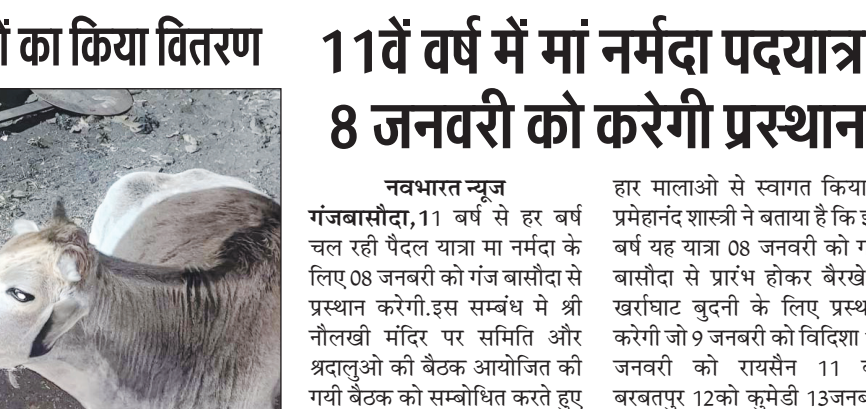 का किया वितरण
11वें वर्ष में मां नर्मदा पदयात्र
8 जनवरी को करेगी प्रस्थान
नवभारत न्यूज
गंजबासौदा,11 बर्ष से हर बर्ष
चल रही पैदल यात्रा मा नर्मदा के
लिए 08 जनबरी को गंज बासौदा से
प्रस्थान करेगी.इस सम्बंध मे श्री
नौलखी मंदिर पर समिति और
श्रदालुओ की बैठक आयोजित की
गयी बैठक को सम्बोधित करते हुए
हार मालाओ से स्वागत किया
प्रमेहानंद शास्त्री ने बताया है कि
बर्ष यह यात्रा 08 जनवरी को
बासौदा से प्रारंभ होकर बैरखे
खर्राघाट बुदनी के लिए
करेगी जो 9 जनबरी को विदिशा
जनवरी को रायसैन 11
बरबतपुर 12को कुमेडी